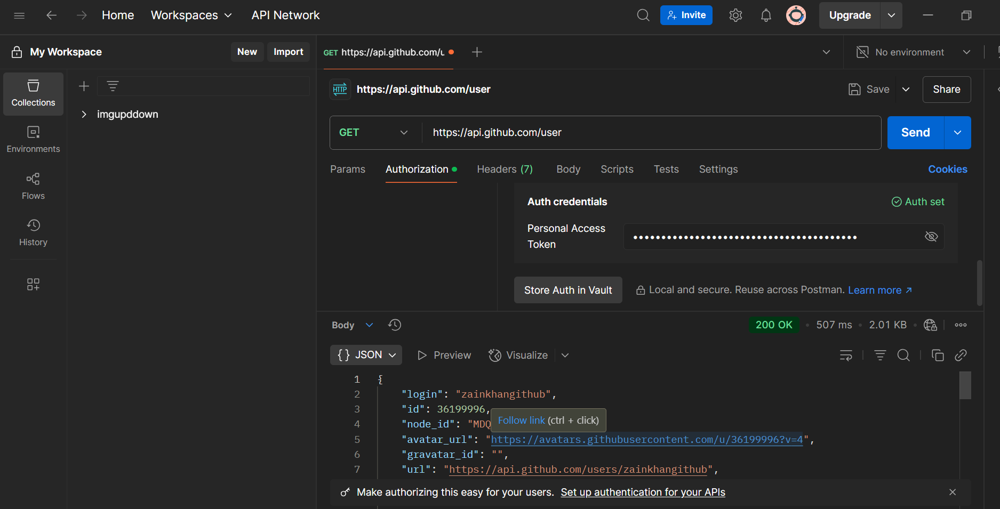 Home
Workspaces
API Network
Invite
Upgrade
My Workspace
New
Import
GET https://api.github.com/u
No environment
Collections
Environments
Flows
History
imgupddown
HTTP
https://api.github.com/user
Save
Share
GET
https://api.github.com/user
Send
Params
Authorization
Headers (7)
Body
Scripts
Tests
Settings
Cookies
Auth credentials
Auth set
Personal Access
Token
••••••••••••••••••••••••••••••••••••••••
Store Auth in Vault
Local and secure. Reuse across Postman. Learn more ↗
Body
200 OK • 507 ms • 2.01 KB •
{} JSON
Preview
Visualize
1 {
2 "login": "zainkhangithub",
3 "id": 36199996,
4 "node_id": "MDQ
Follow link (ctrl + click)
5 "avatar_url": "https://avatars.githubusercontent.com/u/36199996?v=4",
6 "gravatar_id": "",
7 "url": "https://api.github.com/users/zainkhangithub",
Make authorizing this easy for your users. Set up authentication for your APIs